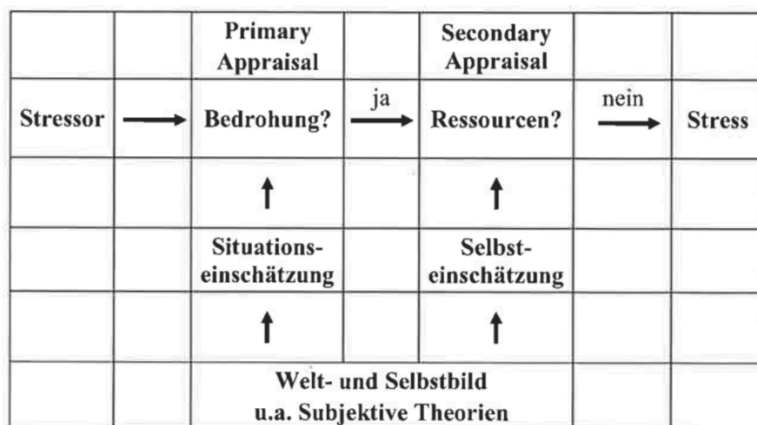 Primary Secondary
Appraisal Appraisal
Stressor Bedrohung? ja Ressourcen? nein Stress
Situations- Selbst-
einschätzung einschätzung
Welt- und Selbstbild
u.a. Subjektive Theorien